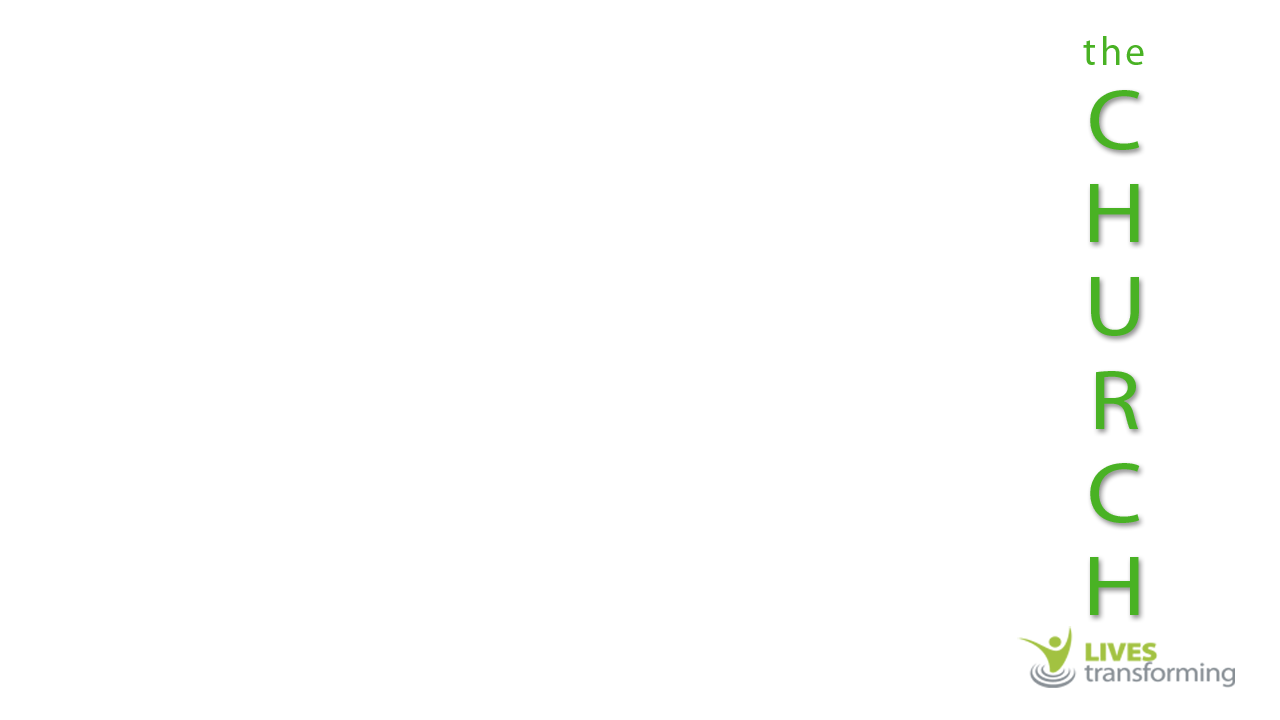 the
C
H
U
R
C
H
LIVES
transforming